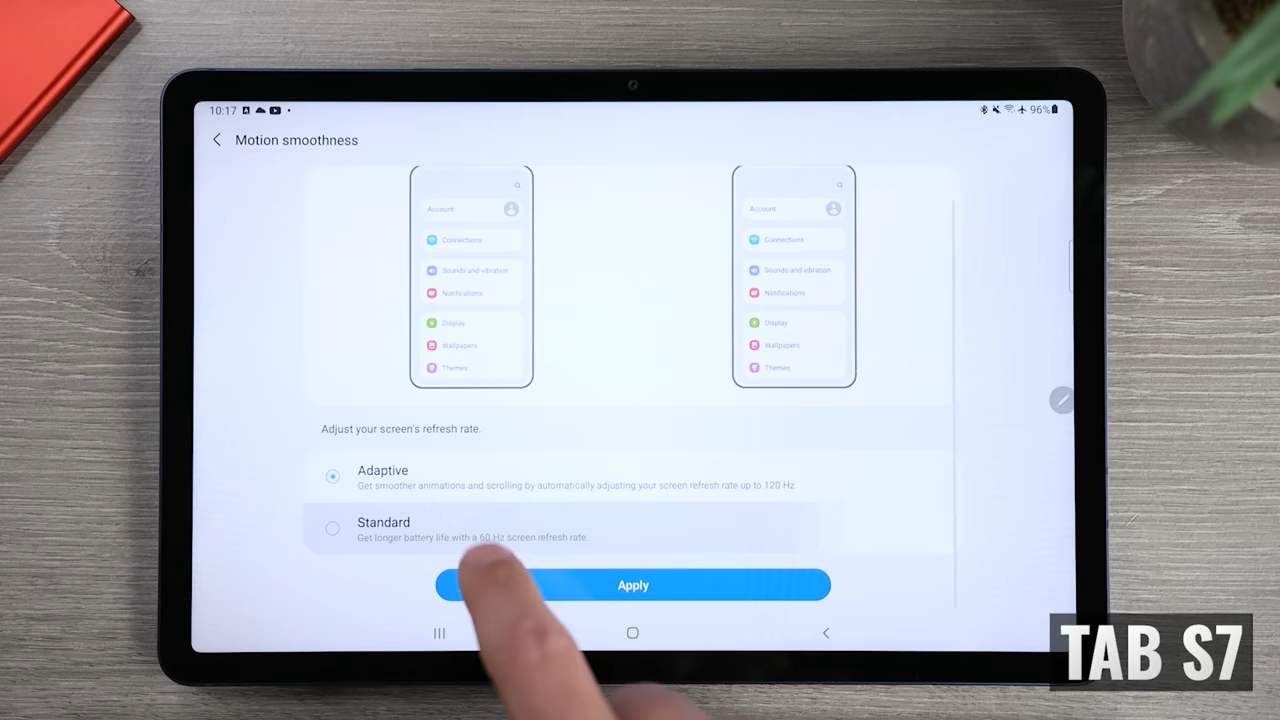 10:17
96%
Motion smoothness
Account
Connections
Sounds and vibration
Notifications
Display
Wallpapers
Themes
Account
Connections
Sounds and vibration
Notifications
Display
Wallpapers
Themes
Adjust your screen's refresh rate.
Adaptive
Get smoother animations and scrolling by automatically adjusting your screen refresh rate up to 120 Hz.
Standard
Get longer battery life with a 60 Hz screen refresh rate.
Apply
TAB S7